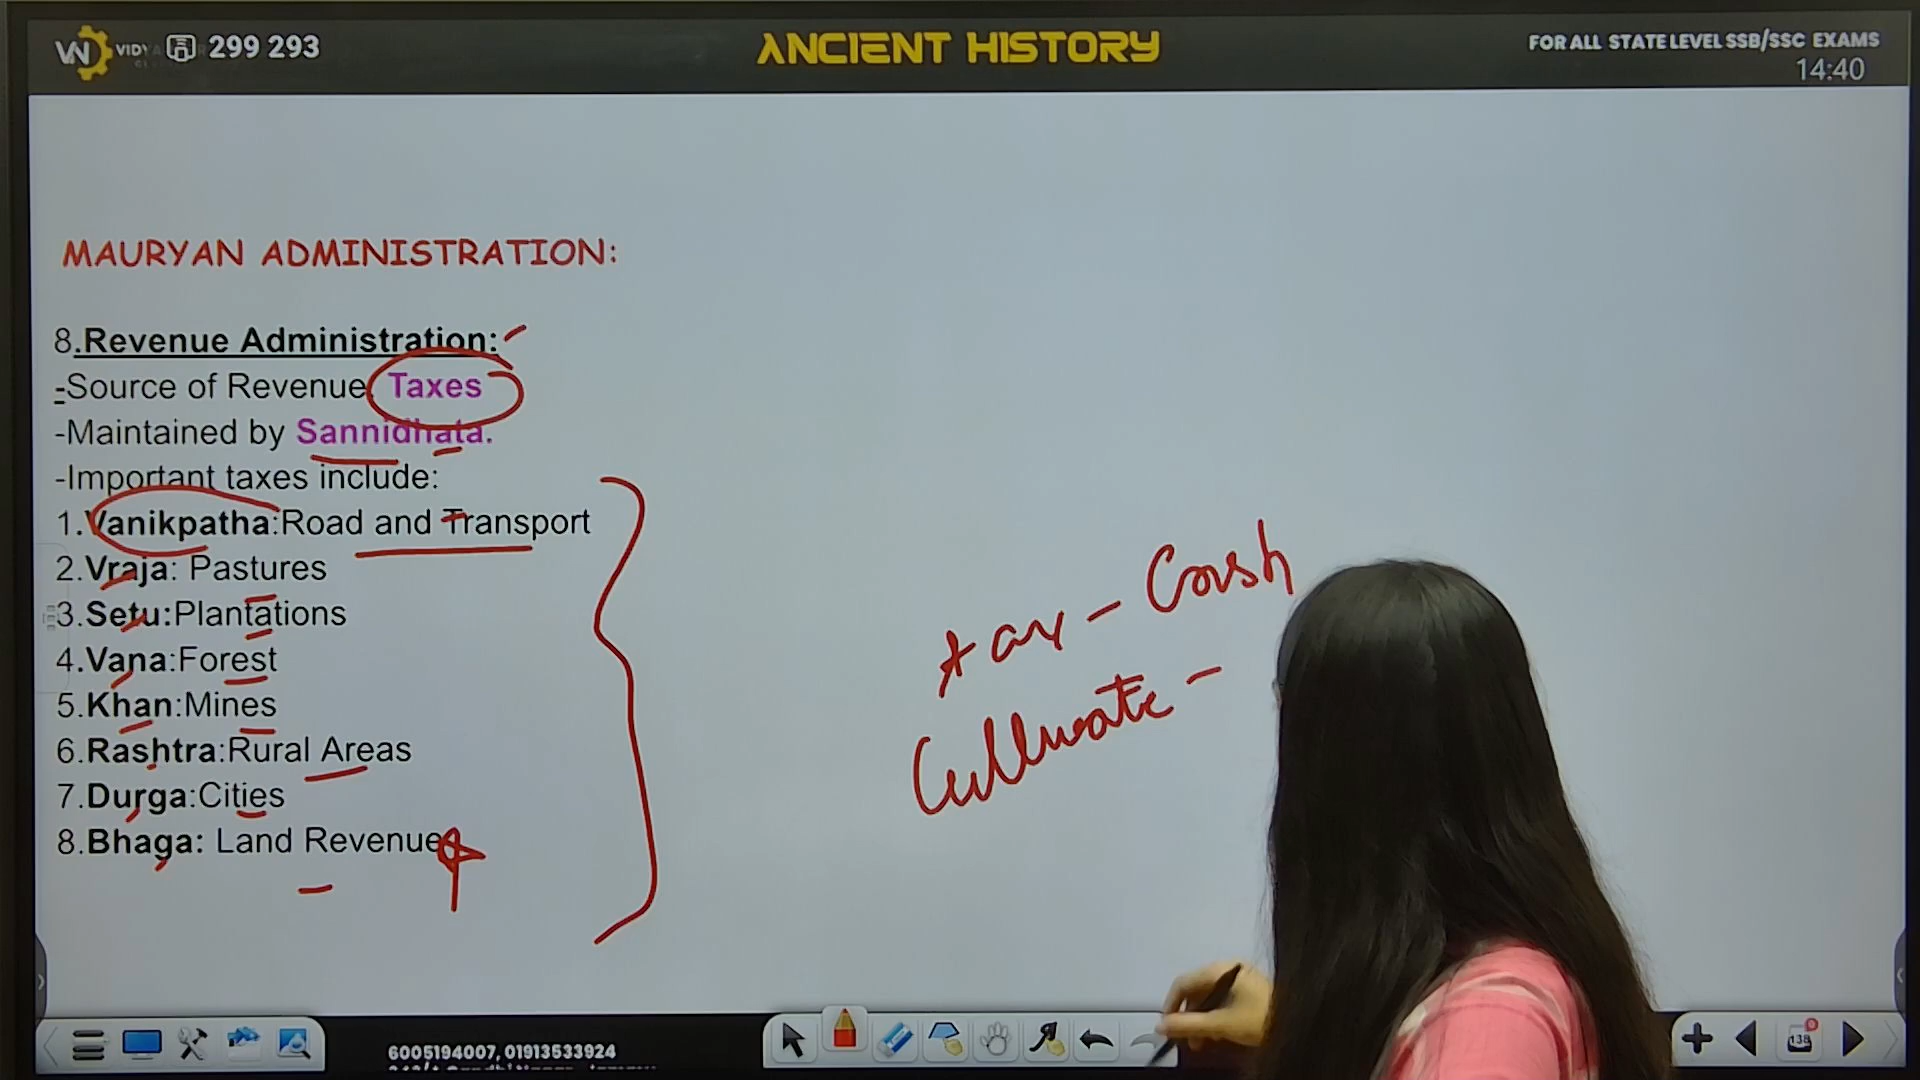 VN VIDYA 299 293
ANCIENT HISTORY
FOR ALL STATE LEVEL SSB/SSC EXAMS
14:40
MAURYAN ADMINISTRATION:
8.Revenue Administration:
-Source of Revenue Taxes
-Maintained by Sannidhata.
-Important taxes include:
1.Vanikpatha:Road and Transport
2.Vraja: Pastures
3.Setu:Plantations
4.Vana:Forest
5.Khan:Mines
6.Rashtra:Rural Areas
7.Durga:Cities
8.Bhaga: Land Revenue
tax - Cash
Cultivate -
6005194007, 01913533924
138